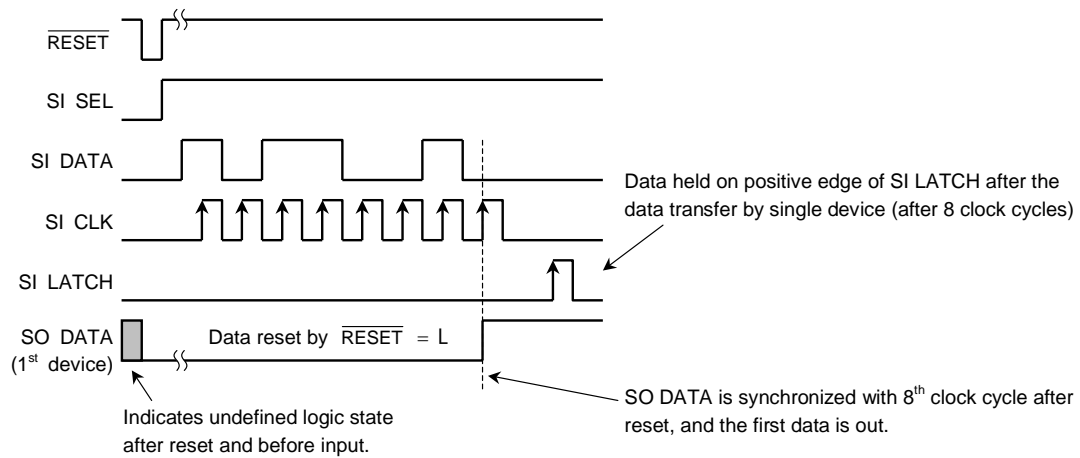 RESET
SI SEL
SI DATA
SI CLK
SI LATCH
SO DATA
(1st device)
Data reset by RESET = L
Data held on positive edge of SI LATCH after the
data transfer by single device (after 8 clock cycles)
SO DATA is synchronized with 8th clock cycle after
reset, and the first data is out.
Indicates undefined logic state
after reset and before input.